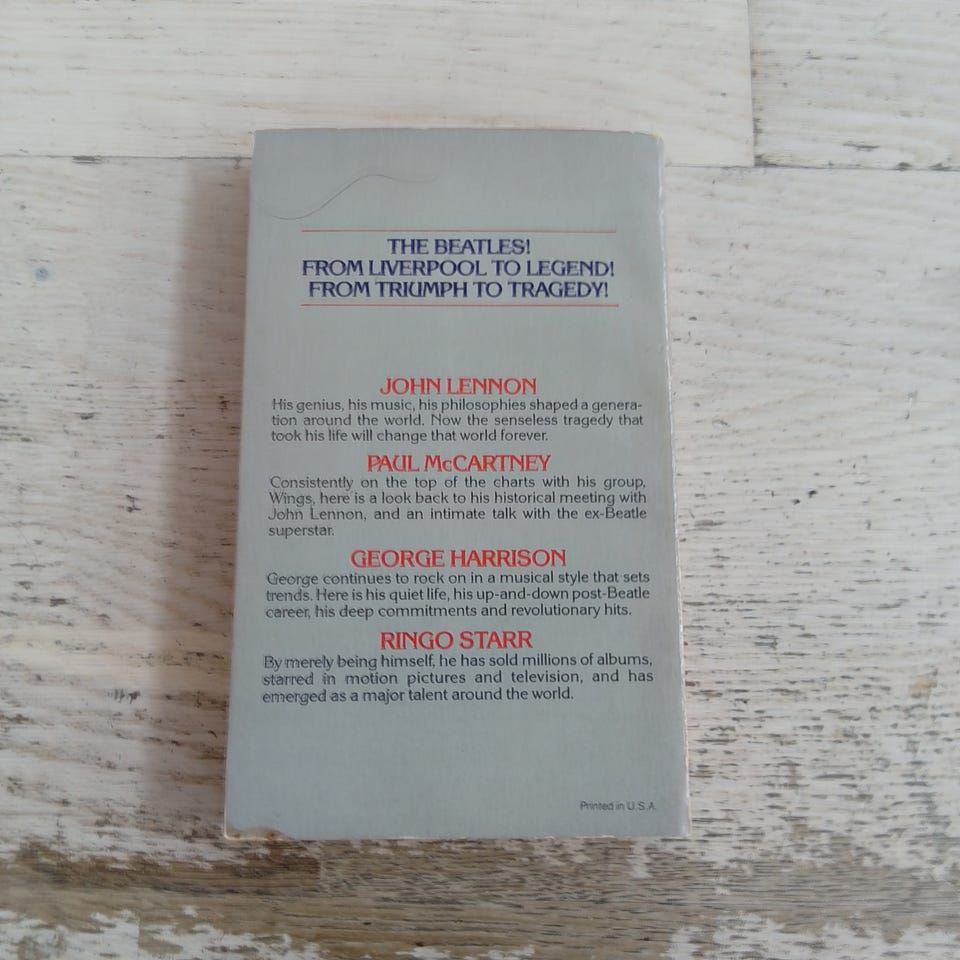 THE BEATLES!
FROM LIVERPOOL TO LEGEND!
FROM TRIUMPH TO TRAGEDY!
JOHN LENNON
His genius, his music, his philosophies shaped a genera-
tion around the world. Now the senseless tragedy that
took his life will change that world forever.
PAUL McCARTNEY
Consistently on the top of the charts with his group,
Wings, here is a look back to his historical meeting with
John Lennon, and an intimate talk with the ex-Beatle
superstar.
GEORGE HARRISON
George continues to rock on in a musical style that sets
trends. Here is his quiet life, his up-and-down post-Beatle
career, his deep commitments and revolutionary hits.
RINGO STARR
By merely being himself, he has sold millions of albums,
starred in motion pictures and television, and has
emerged as a major talent around the world.
Printed in U.S.A.